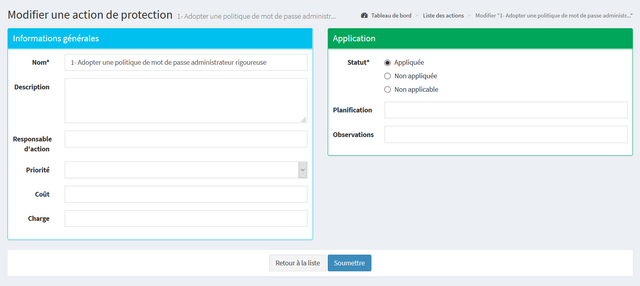 Modifier une action de protection 1- Adopter une politique de mot de passe administr...
Tableau de bord > Liste des actions > Modifier "1- Adopter une politique de mot de passe administr..."
Informations générales
Nom* 1- Adopter une politique de mot de passe administrateur rigoureuse
Description
Responsable
d'action
Priorité
Coût
Charge
Application
Statut* Appliquée
Non appliquée
Non applicable
Planification
Observations
Retour à la liste Soumettre